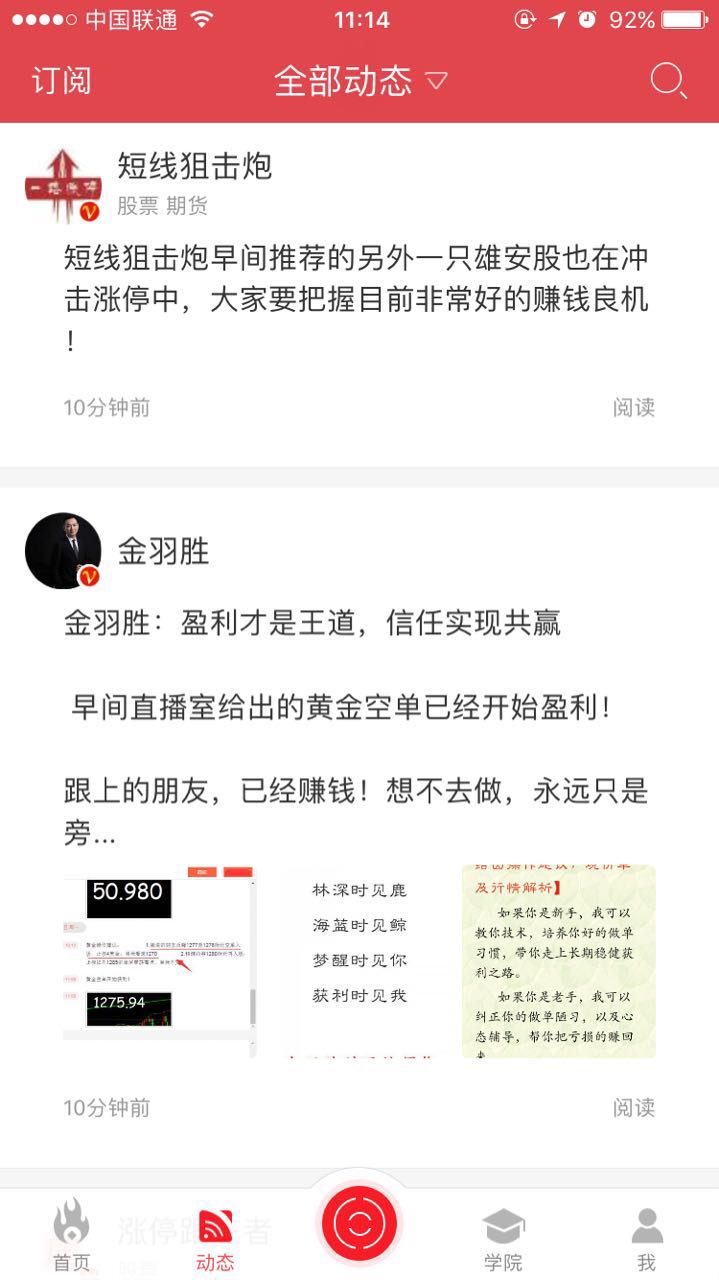 中国联通
11:14
92%
订阅
全部动态
短线狙击炮
股票 期货
短线狙击炮早间推荐的另外一只雄安股也在冲
击涨停中，大家要把握目前非常好的赚钱良机
！
10分钟前
阅读
金羽胜
金羽胜：盈利才是王道，信任实现共赢
早间直播室给出的黄金空单已经开始盈利！
跟上的朋友，已经赚钱！想不去做，永远只是
旁...
50.980
1275.94
林深时见鹿
海蓝时见鲸
梦醒时见你
获利时见我
及行情解析】
如果你是新手，我可以
教你技术，培养你好的做单
习惯，带你走上长期稳健获
利之路。
如果你是老手，我可以
纠正你的做单陋习，以及心
态辅导，帮你把亏损的赚回
来
10分钟前
阅读
首页
动态
学院
我